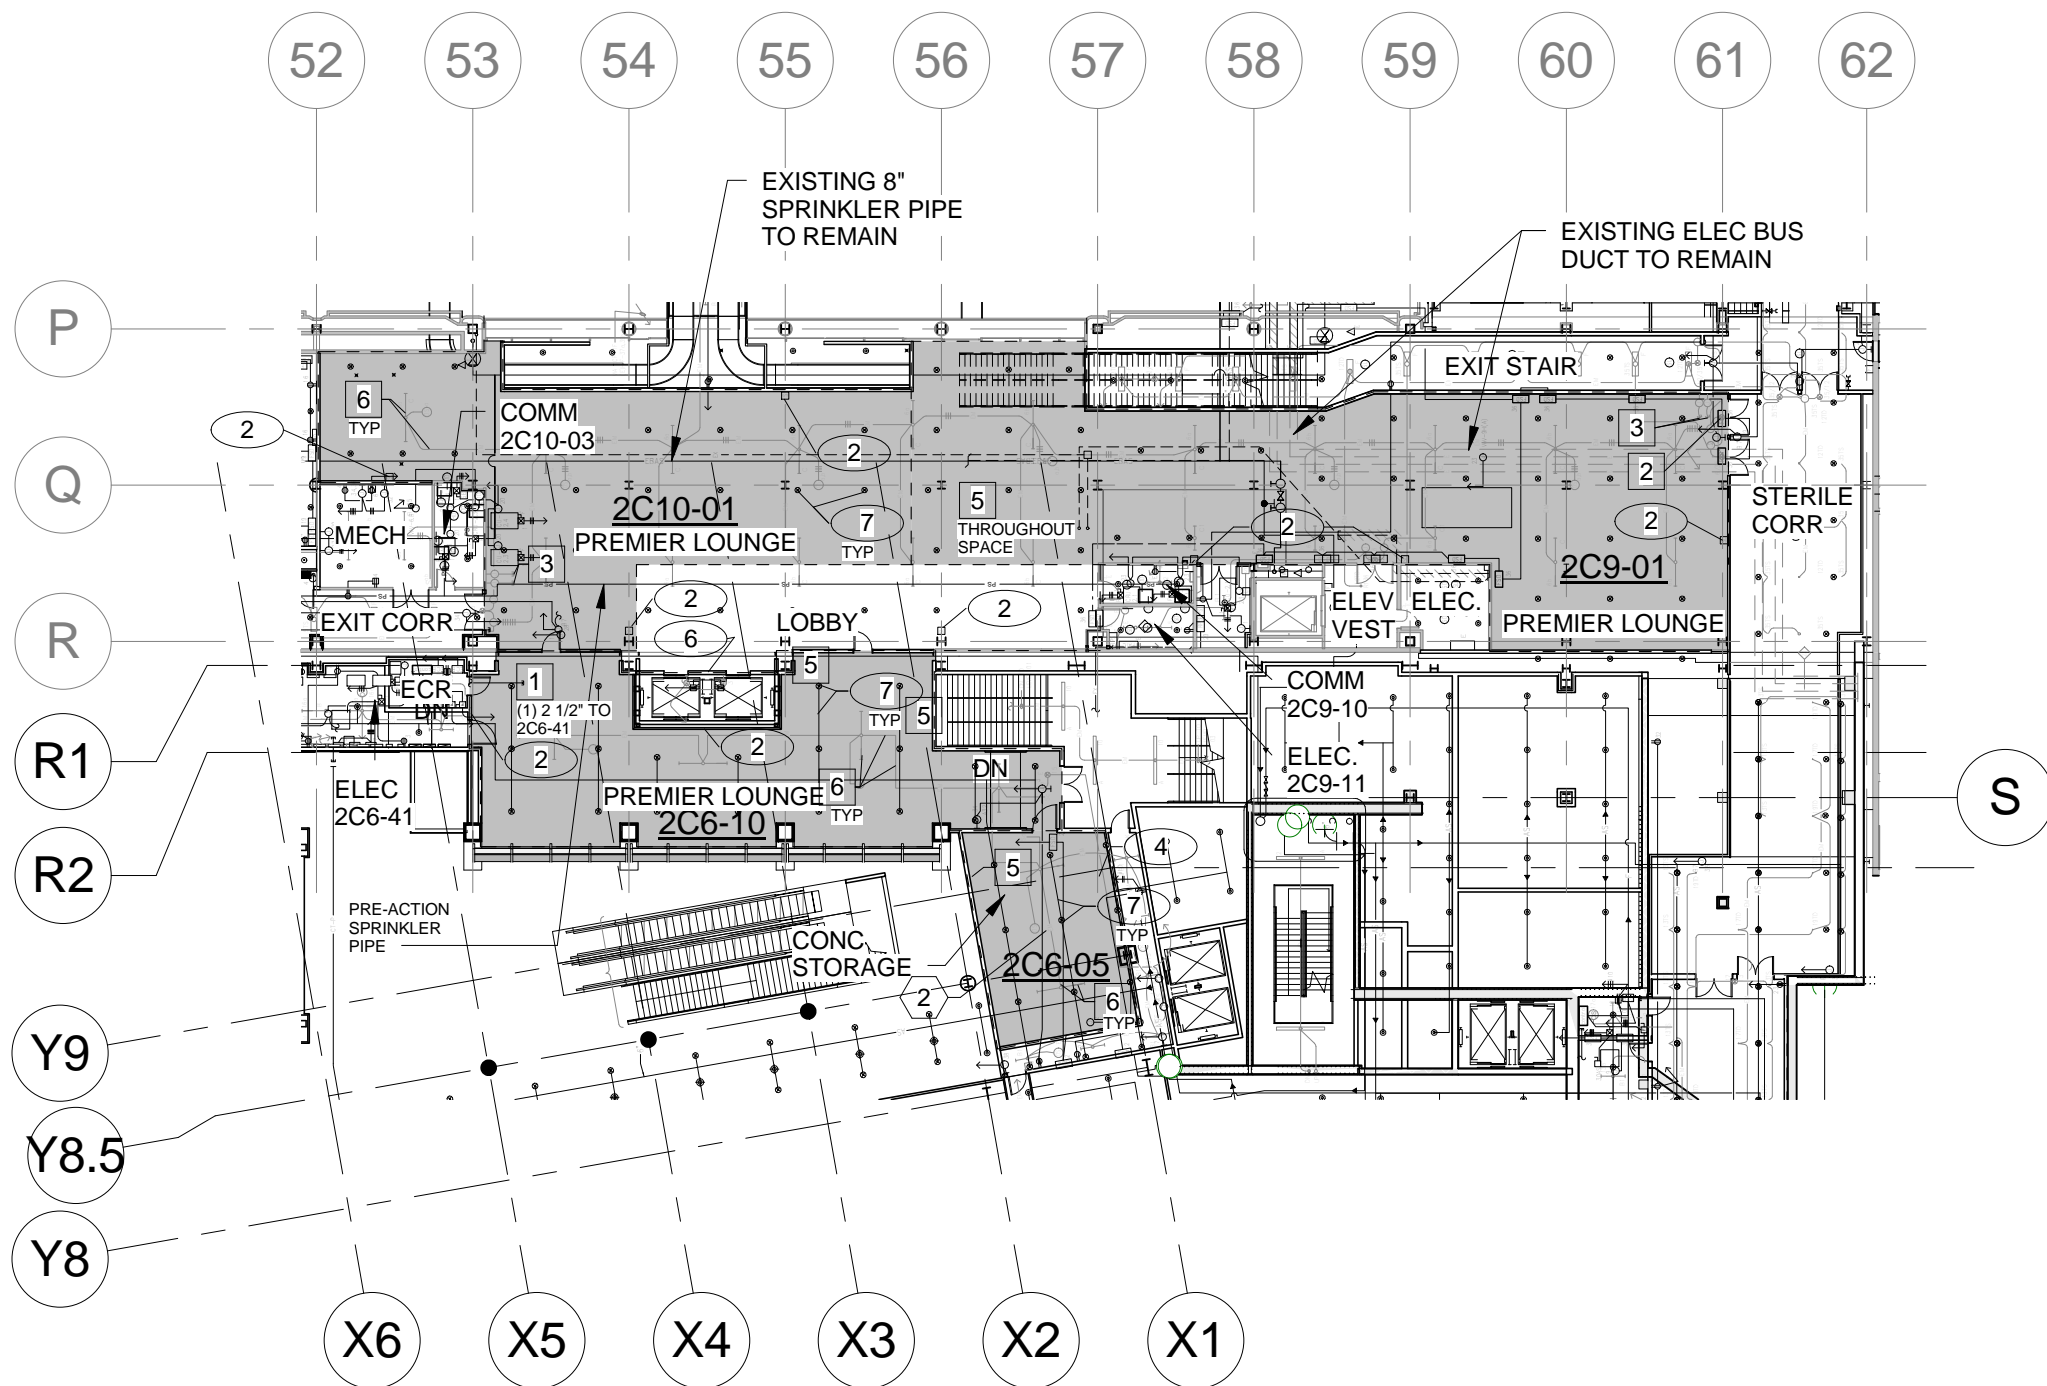 52
53
54
55
56
57
58
59
60
61
62
EXISTING 8"
SPRINKLER PIPE
TO REMAIN
EXISTING ELEC BUS
DUCT TO REMAIN
P
EXIT STAIR
6
TYP
COMM
2C10-03
2
2
3
2
Q
2C10-01
PREMIER LOUNGE
7
TYP
5
THROUGHOUT
SPACE
2
2
STERILE
CORR
MECH
3
2C9-01
PREMIER LOUNGE
2
2
6
LOBBY
ELEV
VEST
ELEC.
EXIT CORR
R
ECR
DN
1
(1) 2 1/2" TO
2C6-41
5
7
TYP
5
COMM
2C9-10
ELEC.
2C9-11
R1
2
2
DN
6
TYP
PREMIER LOUNGE
2C6-10
ELEC
2C6-41
S
R2
4
5
7
TYP
PRE-ACTION
SPRINKLER
PIPE
CONC
STORAGE
2C6-05
2
6
TYP
Y9
Y8.5
Y8
X6
X5
X4
X3
X2
X1